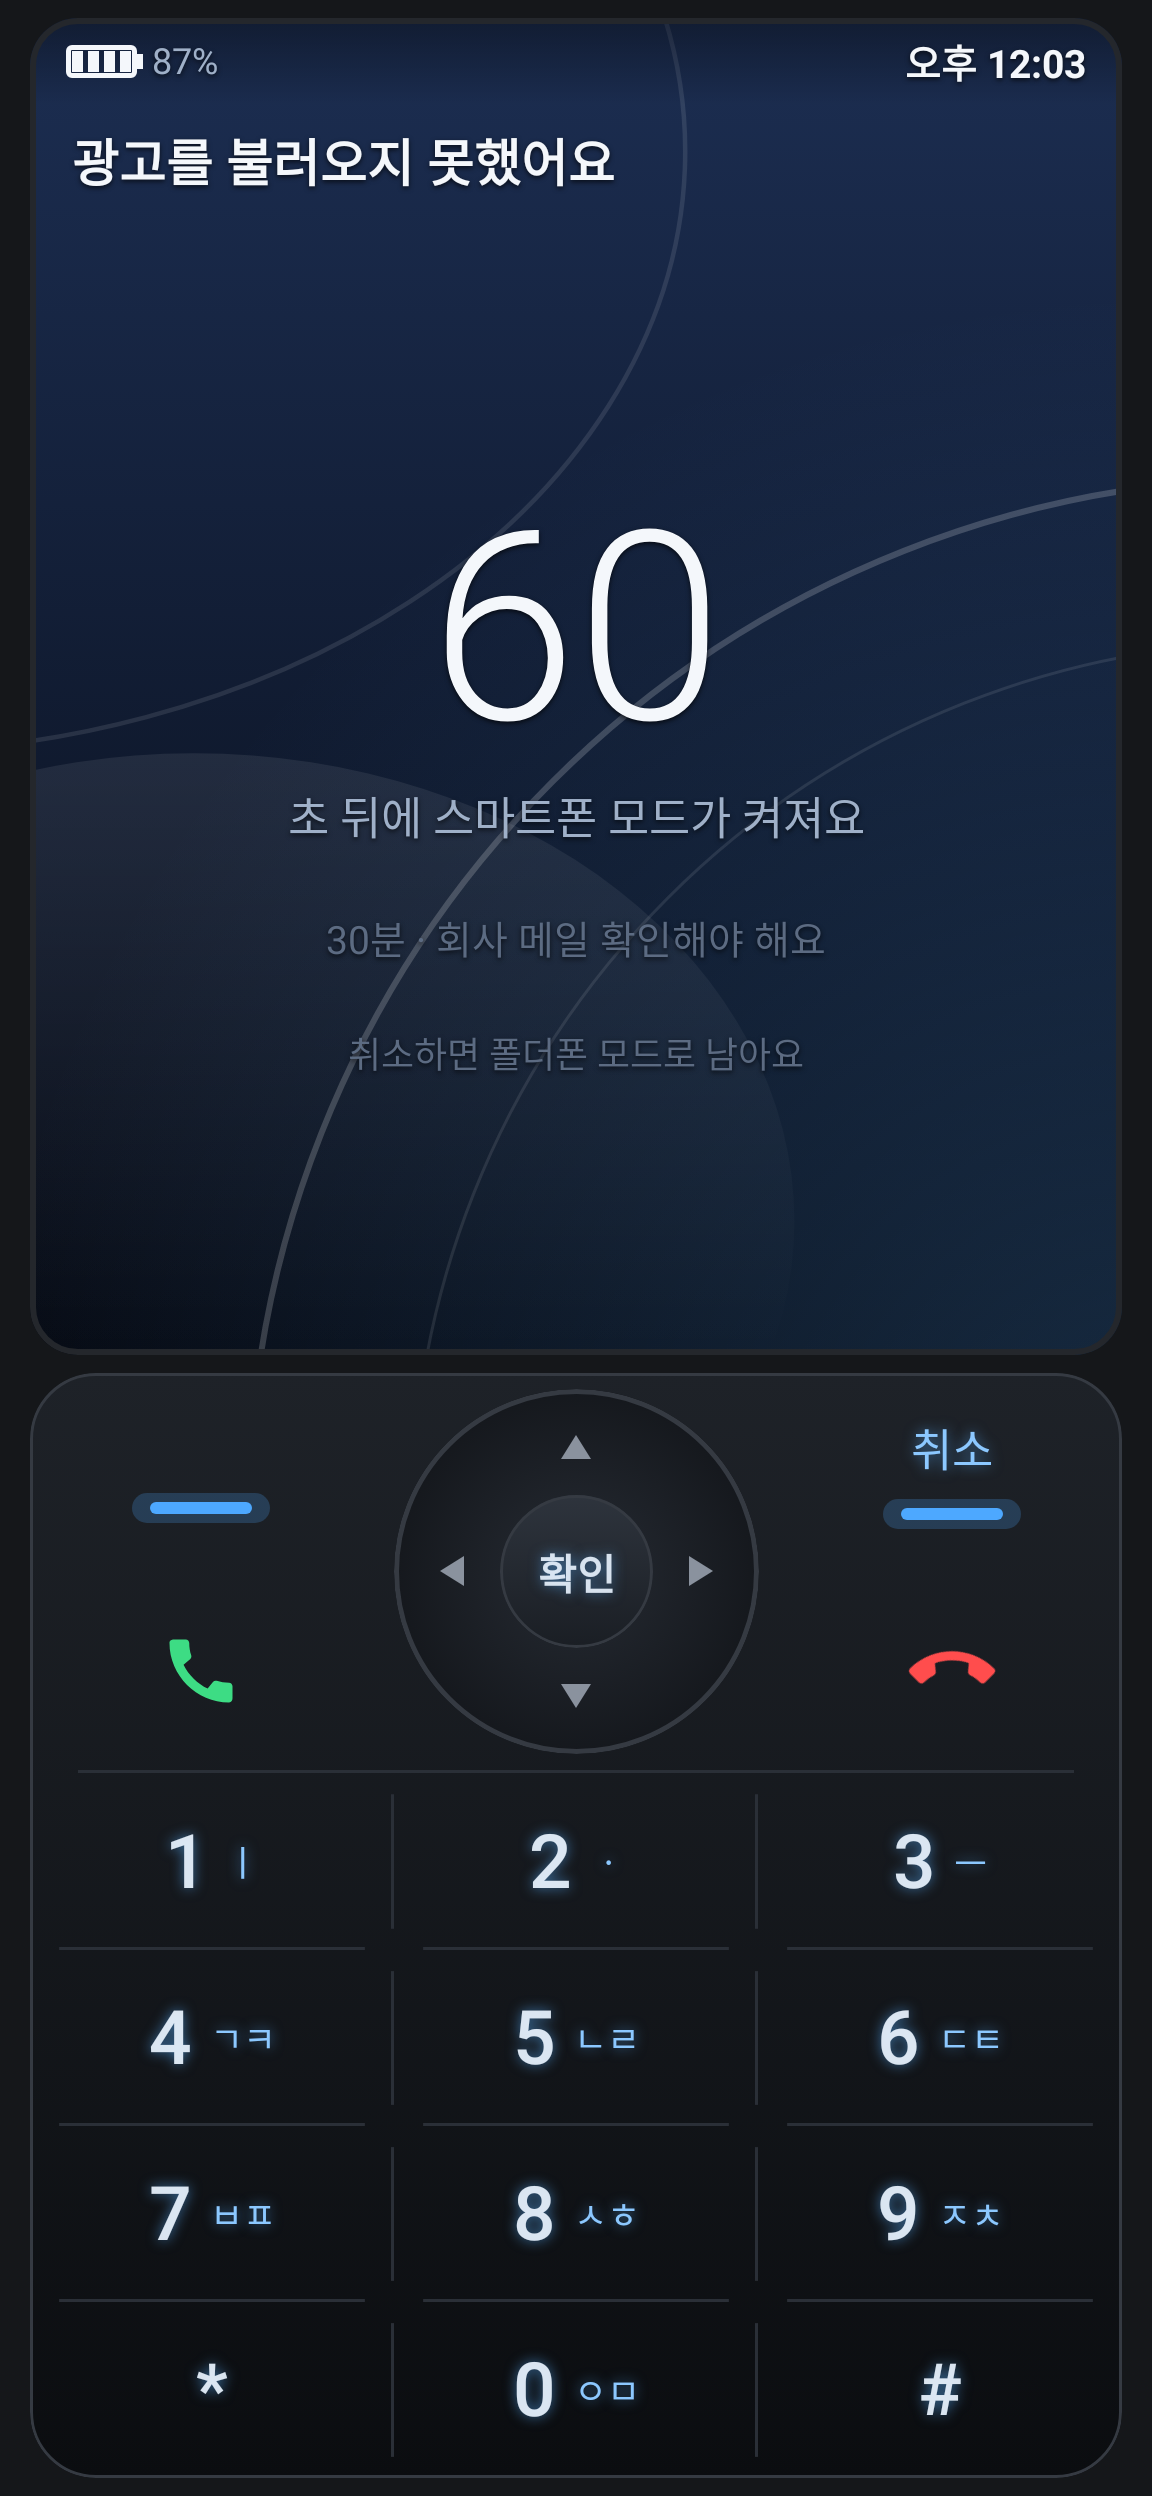 87%
오후 12:03
광고를 불러오지 못했어요
60
초 뒤에 스마트폰 모드가 켜져요
30분 · 회사 메일 확인해야 해요
취소하면 폴더폰 모드로 남아요
취소
확인
1 ㅣ
2 ·
3 ㅡ
4 ㄱㅋ
5 ㄴㄹ
6 ㄷㅌ
7 ㅂㅍ
8 ㅅㅎ
9 ㅈㅊ
*
0 ㅇㅁ
#